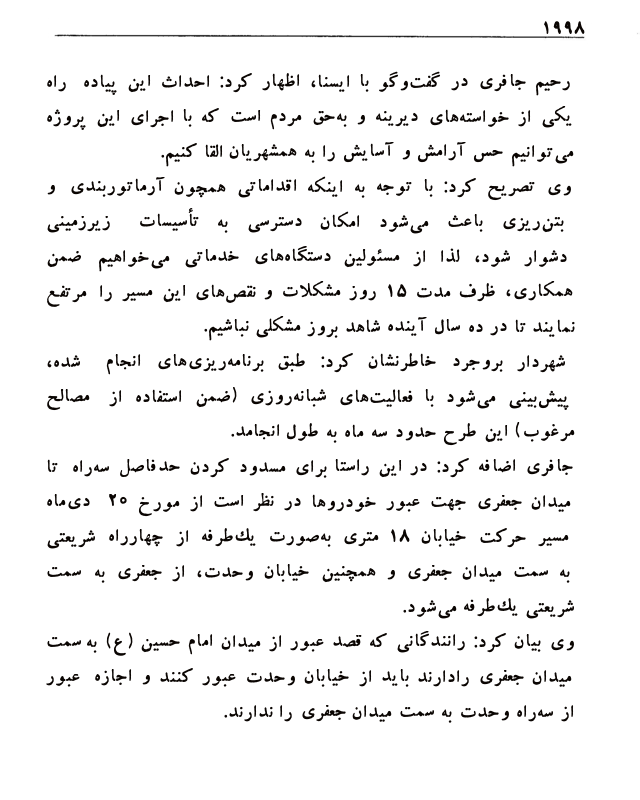 ۱۹۹۸
رحیم جافری در گفت‌وگو با ایسنا، اظهار کرد: احداث این پیاده راه
یکی از خواسته‌های دیرینه و به‌حق مردم است که با اجرای این پروژه
می‌توانیم حس آرامش و آسایش را به همشهریان القا کنیم.
وی تصریح کرد: با توجه به اینکه اقداماتی همچون آرماتوربندی و
بتن‌ریزی باعث می‌شود امکان دسترسی به تأسیسات زیرزمینی
دشوار شود، لذا از مسئولین دستگاه‌های خدماتی می‌خواهیم ضمن
همکاری، ظرف مدت ۱۵ روز مشکلات و نقص‌های این مسیر را مرتفع
نمایند تا در ده سال آینده شاهد بروز مشکلی نباشیم.
شهردار بروجرد خاطرنشان کرد: طبق برنامه‌ریزی‌های انجام شده،
پیش‌بینی می‌شود با فعالیت‌های شبانه‌روزی (ضمن استفاده از مصالح
مرغوب) این طرح حدود سه ماه به طول انجامد.
جافری اضافه کرد: در این راستا برای مسدود کردن حدفاصل سه‌راه تا
میدان جعفری جهت عبور خودروها در نظر است از مورخ ۲۰ دی‌ماه
مسیر حرکت خیابان ۱۸ متری به‌صورت یك‌طرفه از چهارراه شریعتی
به سمت میدان جعفری و همچنین خیابان وحدت، از جعفری به سمت
شریعتی یك‌طرفه می‌شود.
وی بیان کرد: رانندگانی که قصد عبور از میدان امام حسین (ع) به سمت
میدان جعفری رادارند باید از خیابان وحدت عبور کنند و اجازه عبور
از سه‌راه وحدت به سمت میدان جعفری را ندارند.